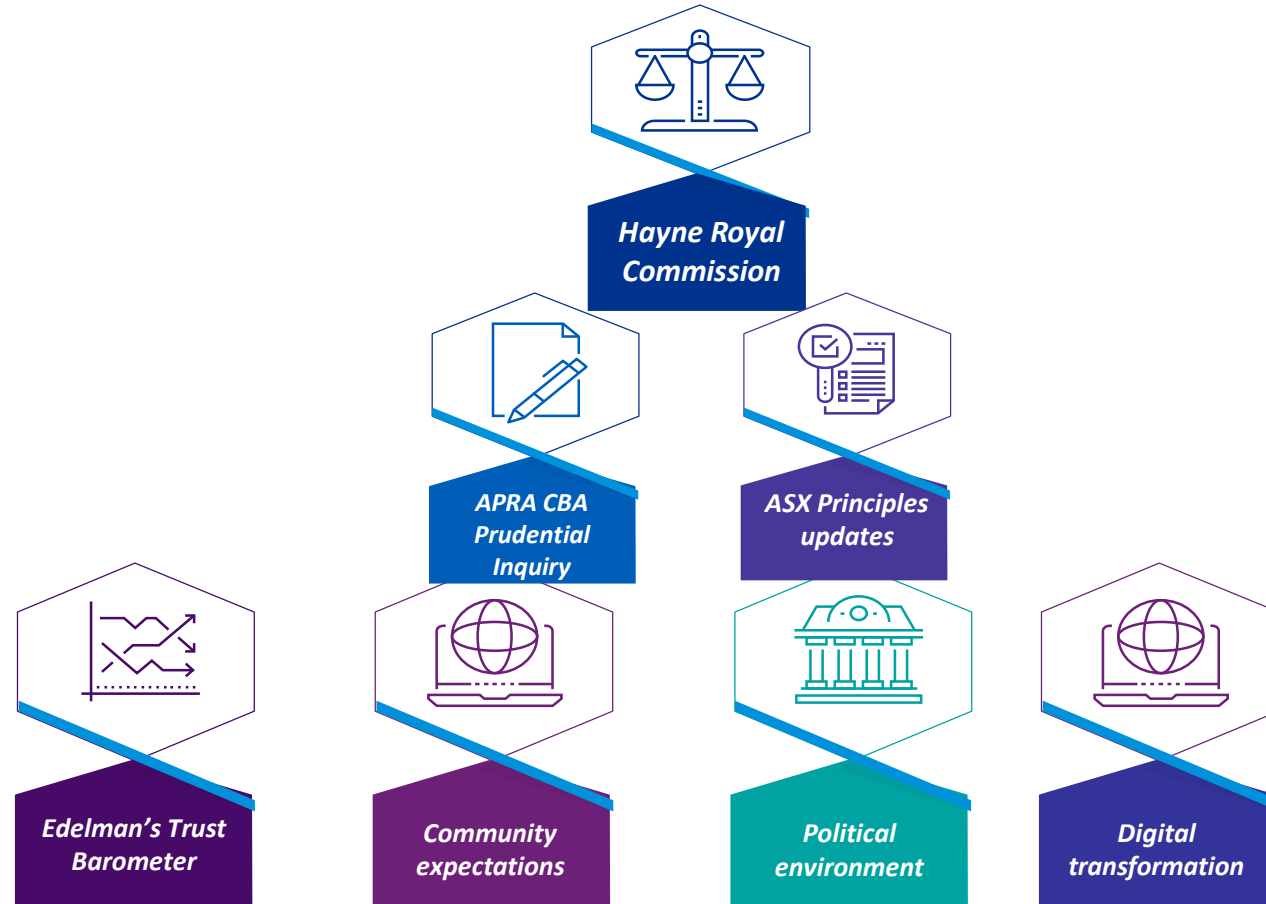 Hayne Royal
Commission
APRA CBA
Prudential
Inquiry
ASX Principles
updates
Edelman’s Trust
Barometer
Community
expectations
Political
environment
Digital
transformation